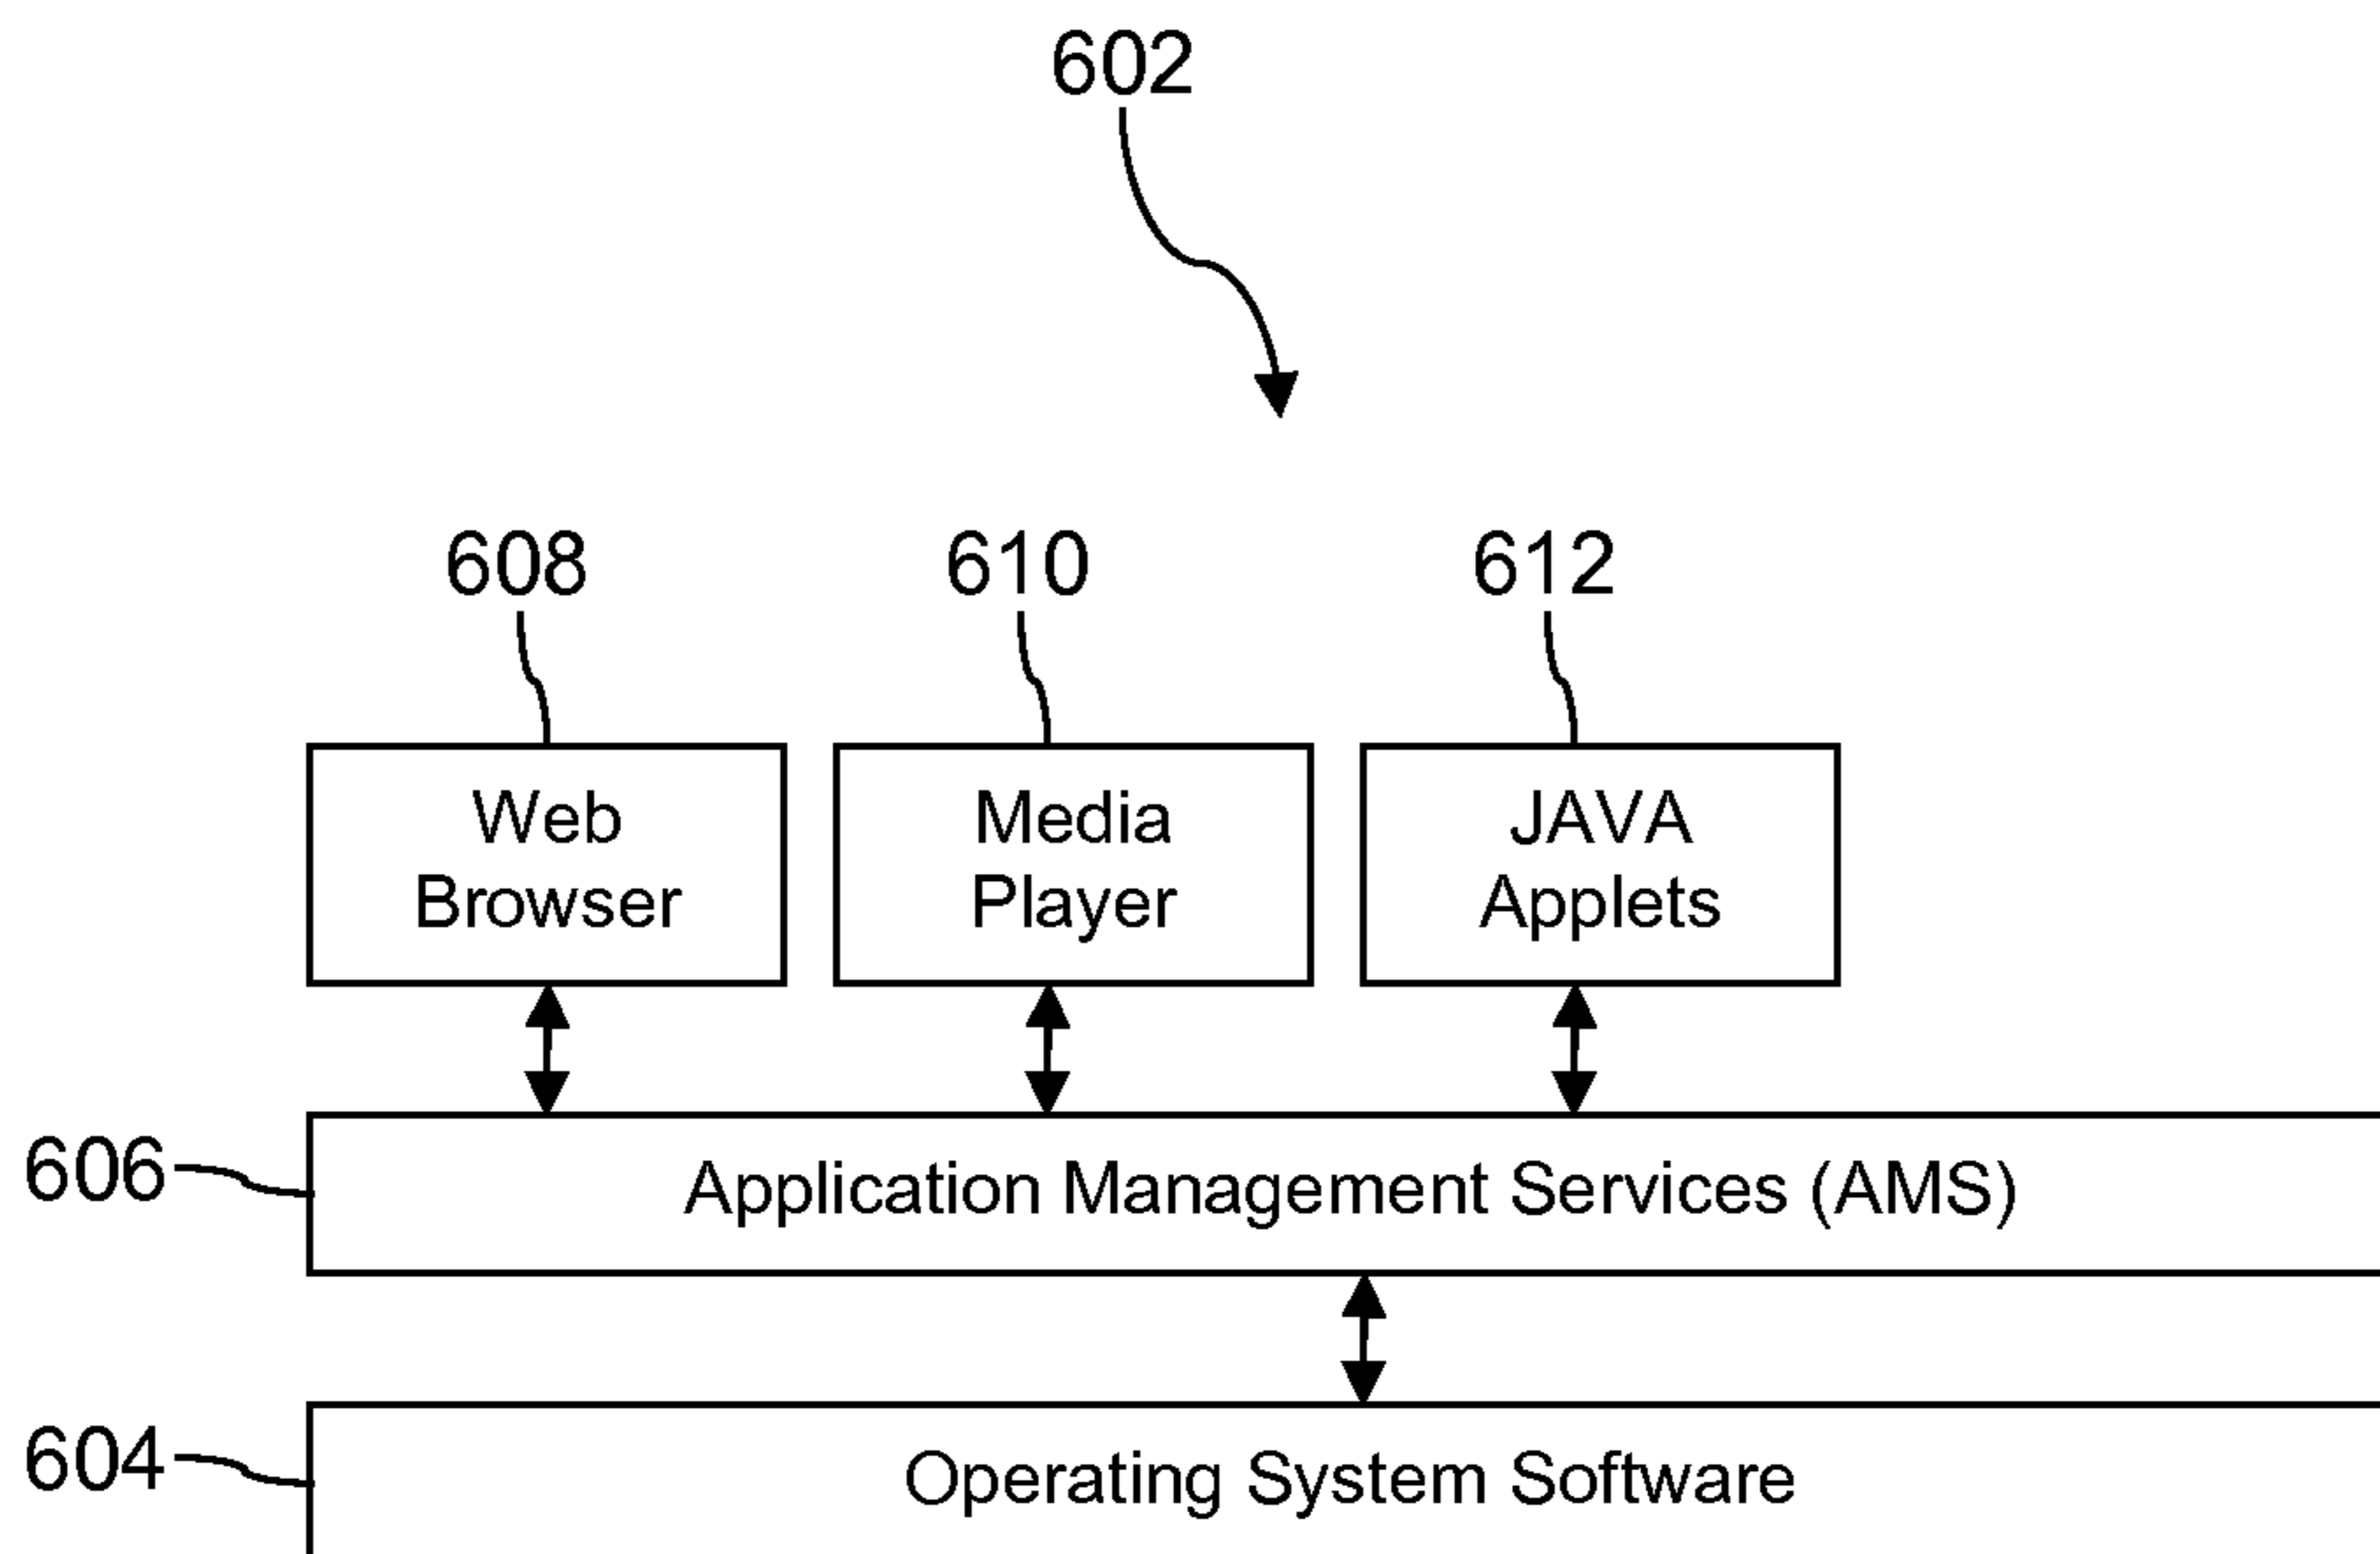 602
608
610
612
Web
Browser
Media
Player
JAVA
Applets
606
Application Management Services (AMS)
604
Operating System Software